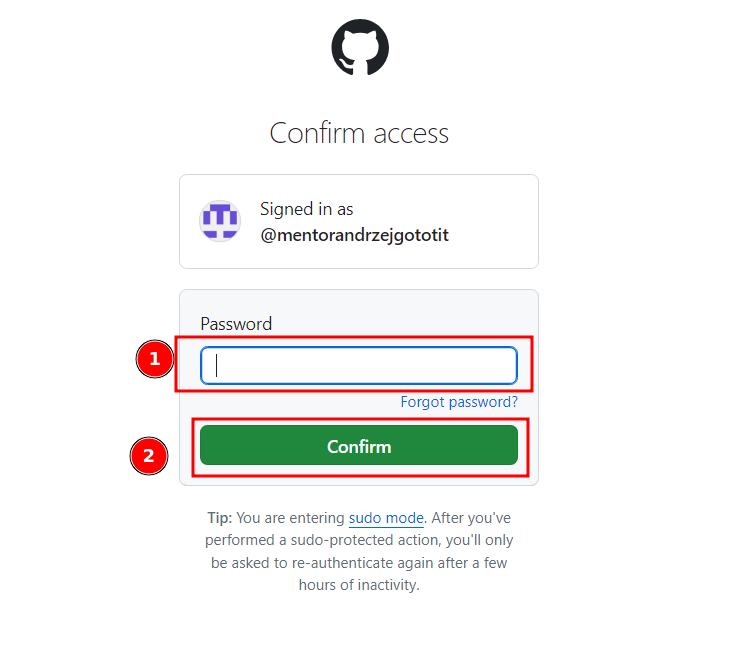 Confirm access
Signed in as
@mentorandrzejgototit
Password
1
Forgot password?
2
Confirm
Tip: You are entering sudo mode. After you've
performed a sudo-protected action, you'll only
be asked to re-authenticate again after a few
hours of inactivity.